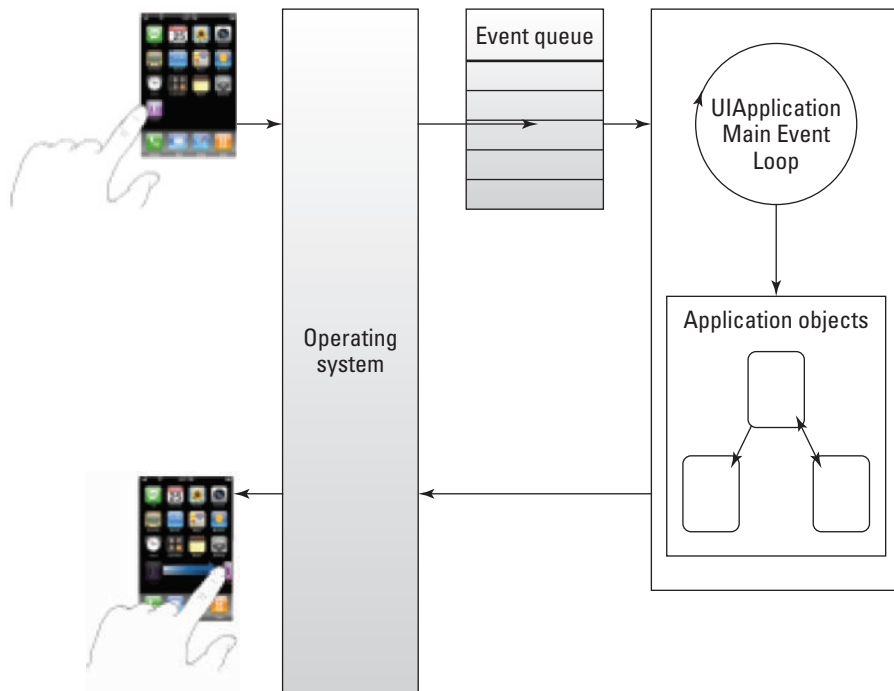 Event queue
UIApplication
Main Event
Loop
Application objects
Operating
system